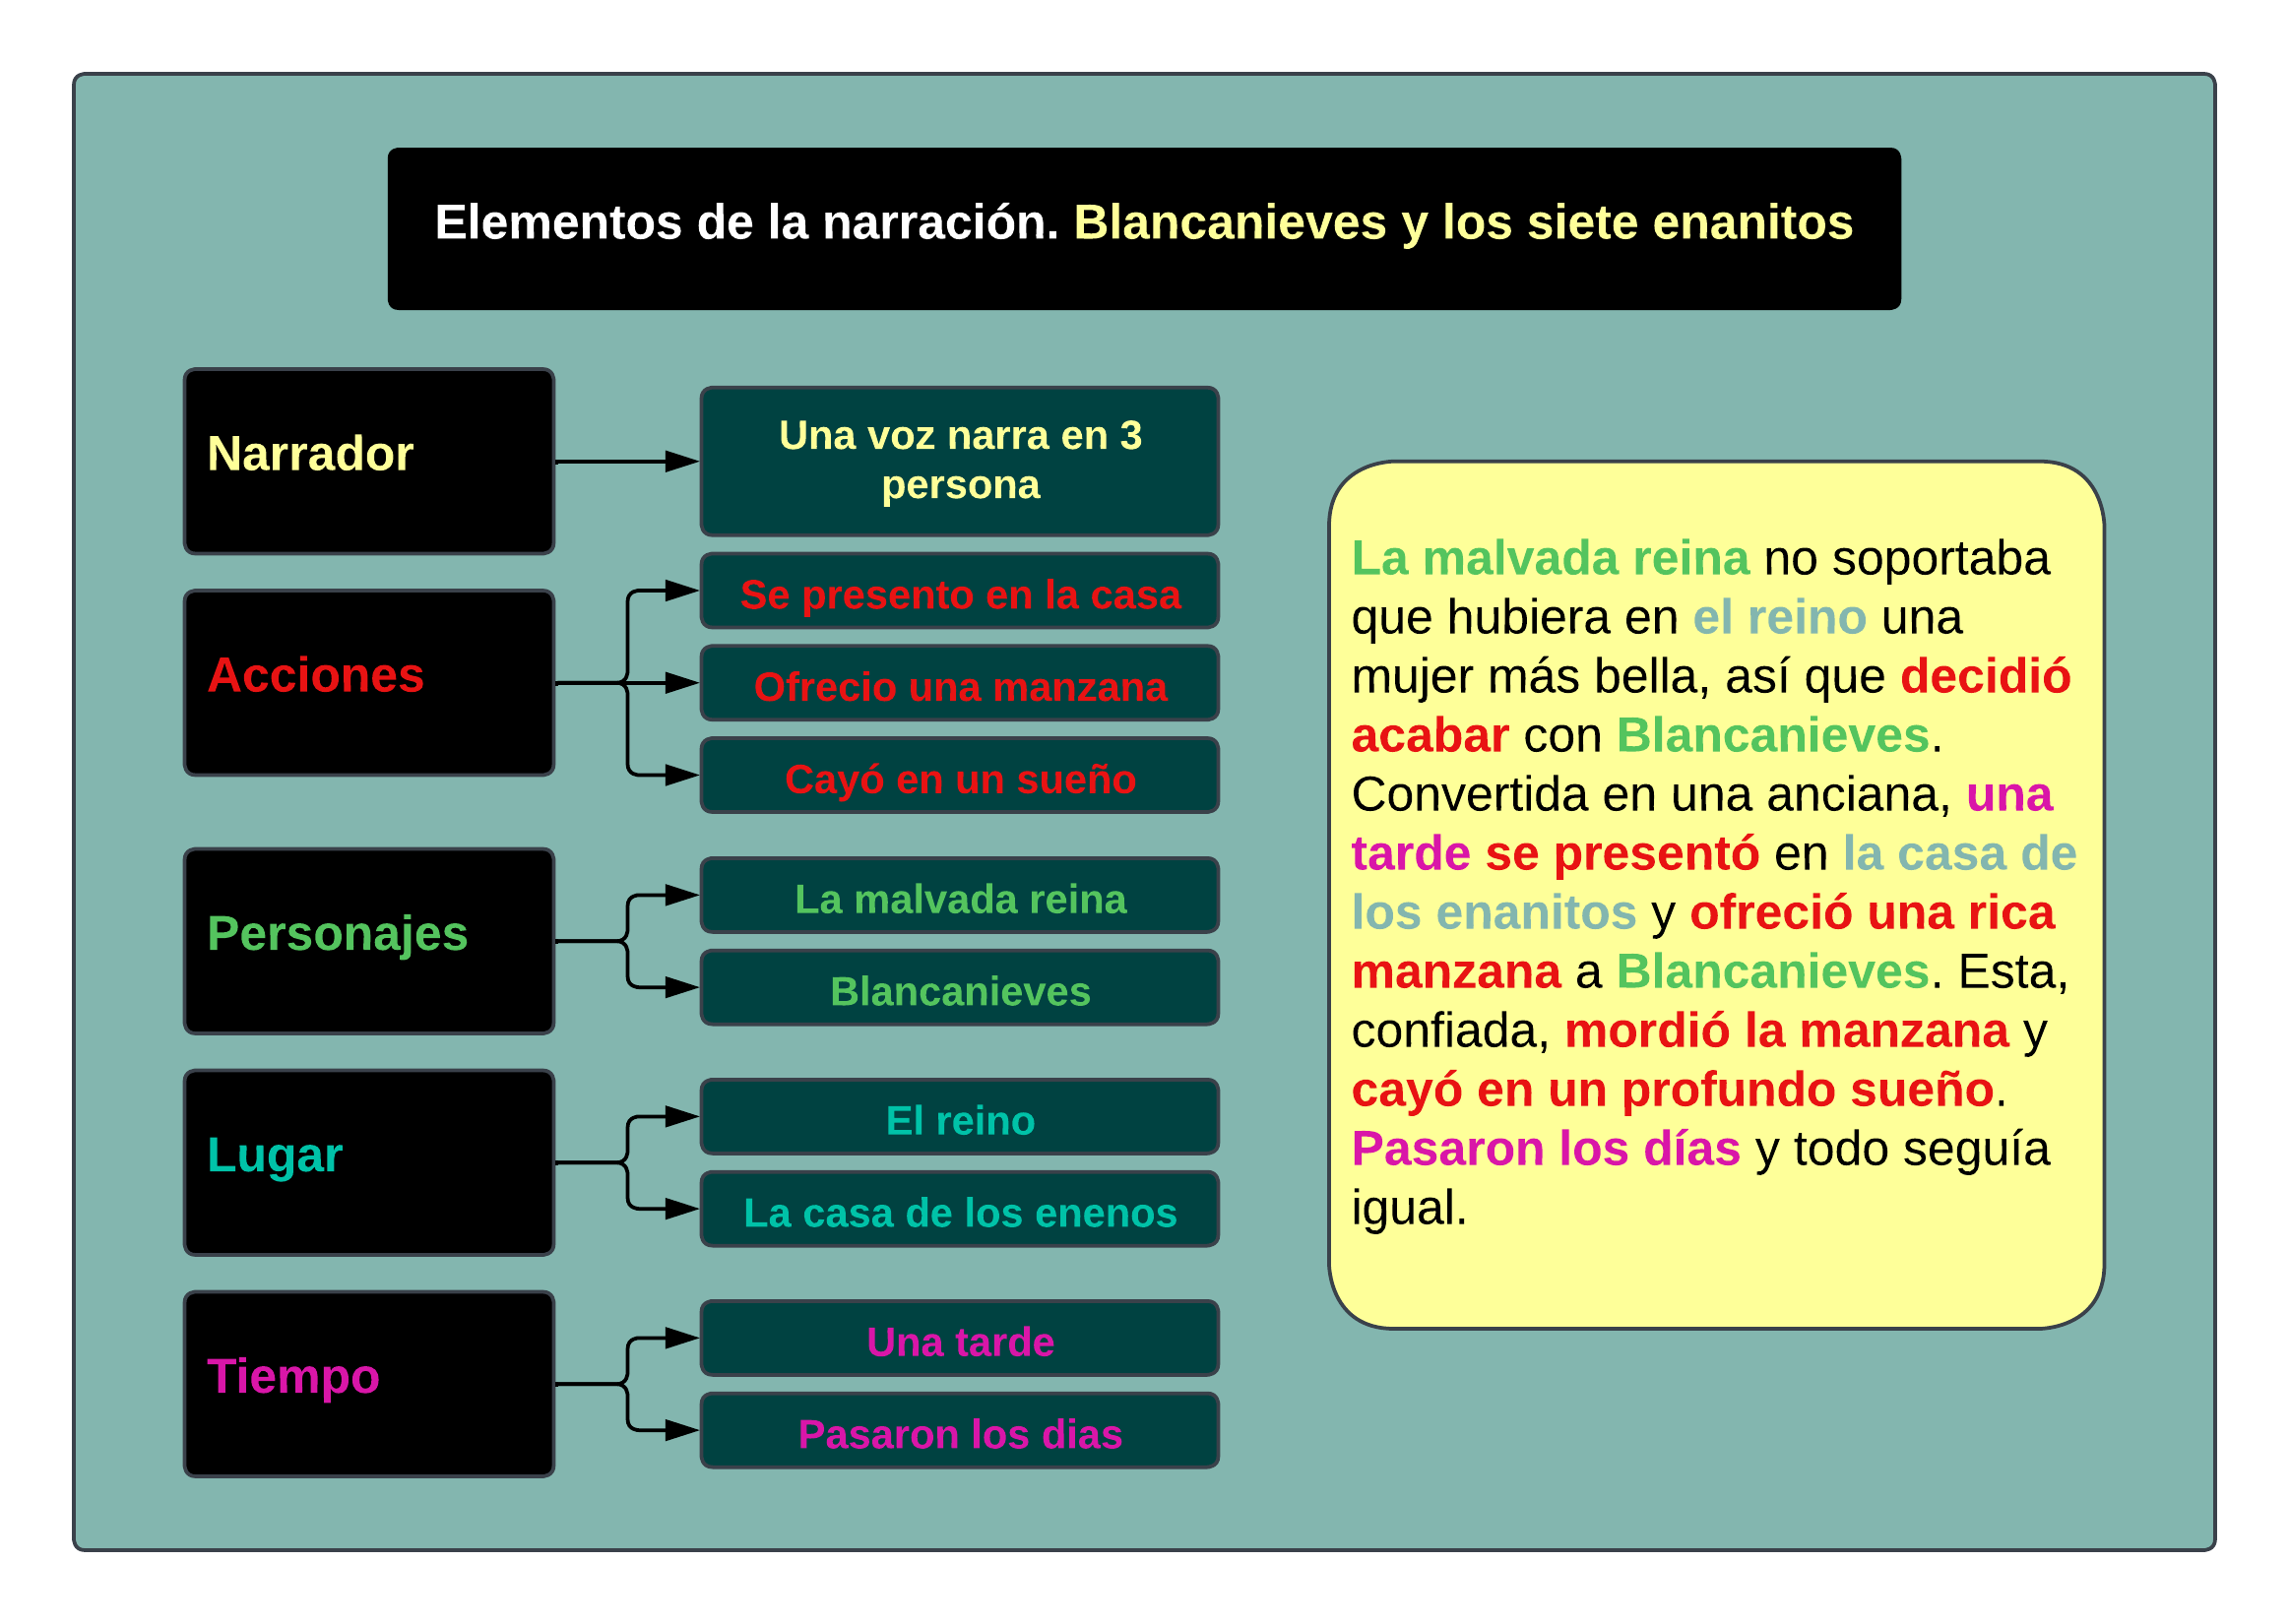 Elementos de la narración. Blancanieves y los siete enanitos
Narrador
Una voz narra en 3
persona
Acciones
Se presento en la casa
Ofrecio una manzana
Cayó en un sueño
Personajes
La malvada reina
Blancanieves
Lugar
El reino
La casa de los enenos
Tiempo
Una tarde
Pasaron los dias
La malvada reina no soportaba
que hubiera en el reino una
mujer más bella, así que decidió
acabar con Blancanieves.
Convertida en una anciana, una
tarde se presentó en la casa de
los enanitos y ofreció una rica
manzana a Blancanieves. Esta,
confiada, mordió la manzana y
cayó en un profundo sueño.
Pasaron los días y todo seguía
igual.